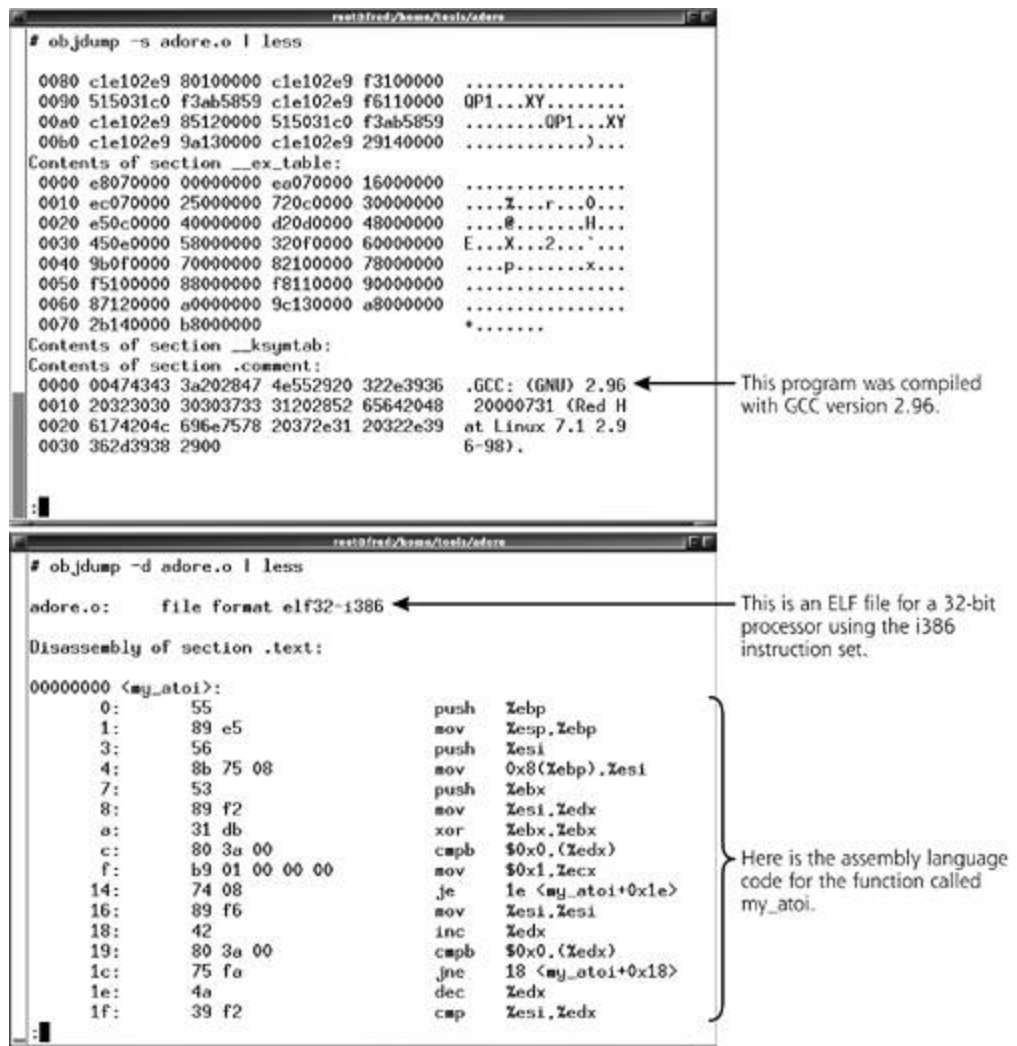 root@fred:/home/tools/adore
# objdump -s adore.o | less
0080 c1e102e9 80100000 c1e102e9 f3100000 ................
0090 515031c0 f3ab5859 c1e102e9 f6110000 QP1...XY........
00a0 c1e102e9 85120000 515031c0 f3ab5859 ........QP1...XY
00b0 c1e102e9 9a130000 c1e102e9 29140000 ............)...
Contents of section __ex_table:
0000 e8070000 00000000 ea070000 16000000 ................
0010 ec070000 25000000 720c0000 30000000 ....%...r...0...
0020 e50c0000 40000000 d20d0000 48000000 ....@.......H...
0030 450e0000 58000000 320f0000 60000000 E...X...2...`...
0040 9b0f0000 70000000 82100000 78000000 ....p.......x...
0050 f5100000 88000000 f8110000 90000000 ................
0060 87120000 a0000000 9c130000 a8000000 ................
0070 2b140000 b8000000 +.......
Contents of section __ksymtab:
Contents of section .comment:
0000 00474343 3a202847 4e552920 322e3936 .GCC: (GNU) 2.96
0010 20323030 30303733 31202852 65642048 20000731 (Red H
0020 6174204c 696e7578 20372e31 20322e39 at Linux 7.1 2.9
0030 362d3938 2900 6-98).
:
This program was compiled
with GCC version 2.96.
root@fred:/home/tools/adore
# objdump -d adore.o | less
adore.o: file format elf32-i386
This is an ELF file for a 32-bit
processor using the i386
instruction set.
Disassembly of section .text:
00000000 <my_atoi>:
0: 55 push %ebp
1: 89 e5 mov %esp,%ebp
3: 56 push %esi
4: 8b 75 08 mov 0x8(%ebp),%esi
7: 53 push %ebx
8: 89 f2 mov %esi,%edx
a: 31 db xor %ebx,%ebx
c: 80 3a 00 cmpb $0x0,(%edx)
f: b9 01 00 00 00 mov $0x1,%ecx
14: 74 08 je 1e <my_atoi+0x1e>
16: 89 f6 mov %esi,%esi
18: 42 inc %edx
19: 80 3a 00 cmpb $0x0,(%edx)
1c: 75 fa jne 18 <my_atoi+0x18>
1e: 4a dec %edx
1f: 39 f2 cmp %esi,%edx
:
Here is the assembly language
code for the function called
my_atoi.